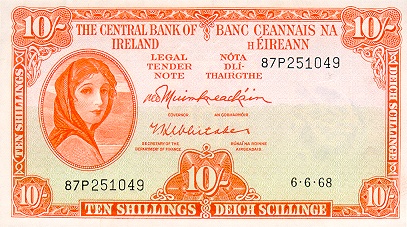 10/-
THE CENTRAL BANK OF IRELAND
BANC CEANNAIS NA hÉIREANN
10/-
LEGAL TENDER NOTE
NÓTA DLÍ-THAIRGTHE
87P251049
TEN SHILLINGS
DEICH SCILLINGE
GOVERNOR
AN GOBHARNÓIR
SECRETARY OF THE DEPARTMENT OF FINANCE
RÚNAÍ NA ROINNE AIRGEADAIS
87P251049
6·6·68
10/-
10/-
10/-
TEN SHILLINGS
DEICH SCILLINGE